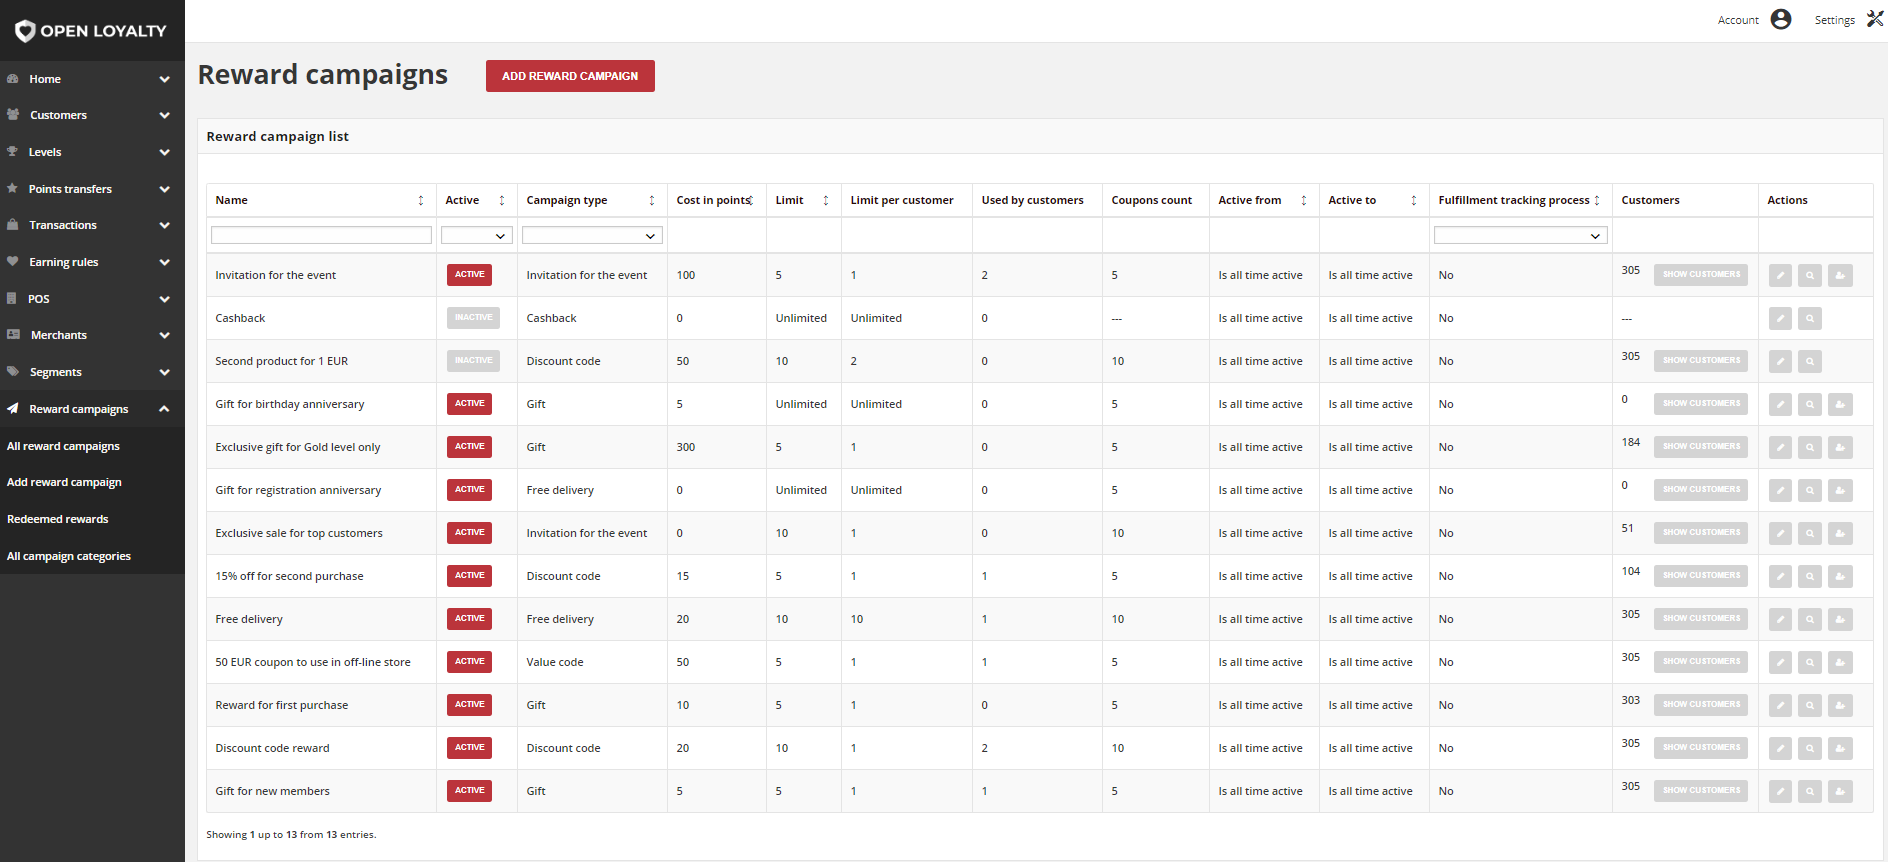 OPEN LOYALTY
Account Settings
Home
Customers
Levels
Points transfers
Transactions
Earning rules
POS
Merchants
Segments
Reward campaigns
All reward campaigns
Add reward campaign
Redeemed rewards
All campaign categories
Reward campaigns ADD REWARD CAMPAIGN
Reward campaign list
Name Active Campaign type Cost in points Limit Limit per customer Used by customers Coupons count Active from Active to Fulfillment tracking process Customers Actions
Invitation for the event ACTIVE Invitation for the event 100 5 1 2 5 Is all time active Is all time active No 305 SHOW CUSTOMERS
Cashback INACTIVE Cashback 0 Unlimited Unlimited 0 --- Is all time active Is all time active No ---
Second product for 1 EUR INACTIVE Discount code 50 10 2 0 10 Is all time active Is all time active No 305 SHOW CUSTOMERS
Gift for birthday anniversary ACTIVE Gift 5 Unlimited Unlimited 0 5 Is all time active Is all time active No 0 SHOW CUSTOMERS
Exclusive gift for Gold level only ACTIVE Gift 300 5 1 0 5 Is all time active Is all time active No 184 SHOW CUSTOMERS
Gift for registration anniversary ACTIVE Free delivery 0 Unlimited Unlimited 0 5 Is all time active Is all time active No 0 SHOW CUSTOMERS
Exclusive sale for top customers ACTIVE Invitation for the event 0 10 1 0 10 Is all time active Is all time active No 51 SHOW CUSTOMERS
15% off for second purchase ACTIVE Discount code 15 5 1 1 5 Is all time active Is all time active No 104 SHOW CUSTOMERS
Free delivery ACTIVE Free delivery 20 10 10 1 10 Is all time active Is all time active No 305 SHOW CUSTOMERS
50 EUR coupon to use in off-line store ACTIVE Value code 50 5 1 1 5 Is all time active Is all time active No 305 SHOW CUSTOMERS
Reward for first purchase ACTIVE Gift 10 5 1 0 5 Is all time active Is all time active No 303 SHOW CUSTOMERS
Discount code reward ACTIVE Discount code 20 10 1 2 10 Is all time active Is all time active No 305 SHOW CUSTOMERS
Gift for new members ACTIVE Gift 5 5 1 1 5 Is all time active Is all time active No 305 SHOW CUSTOMERS
Showing 1 up to 13 from 13 entries.